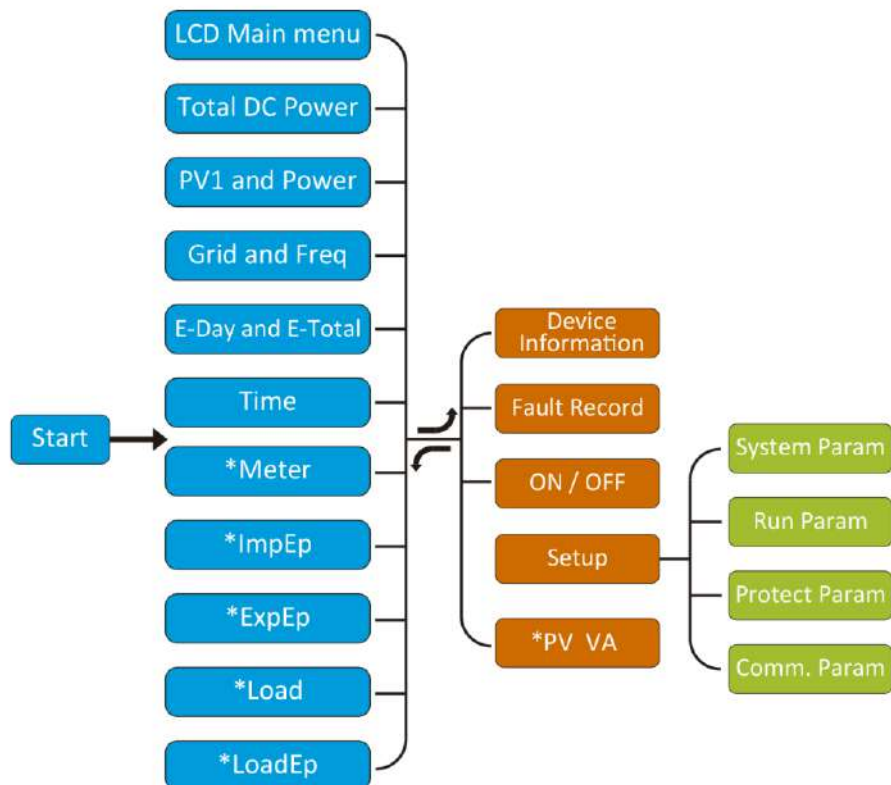 LCD Main menu
Total DC Power
PV1 and Power
Grid and Freq
E-Day and E-Total
Time
Start
*Meter
*ImpEp
*ExpEp
*Load
*LoadEp
Device
Information
Fault Record
ON / OFF
Setup
*PV VA
System Param
Run Param
Protect Param
Comm. Param